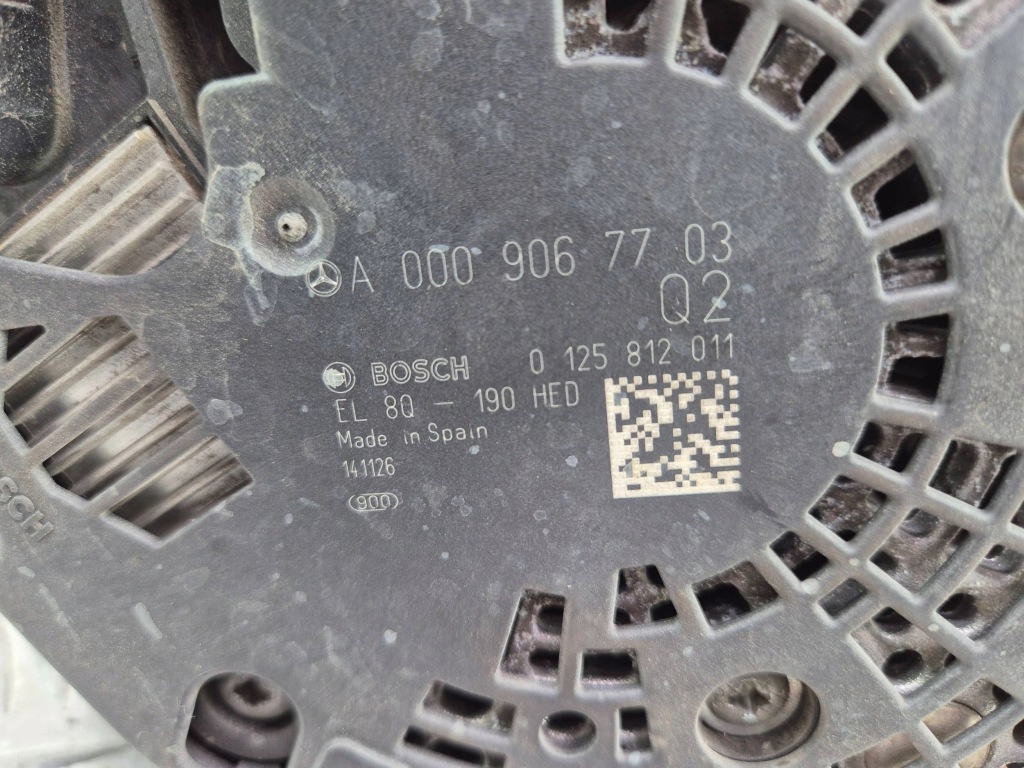 A 000 906 77 03
Q2
BOSCH 0 125 812 011
EL 8Q - 190 HED
Made in Spain
141126
900
SCH